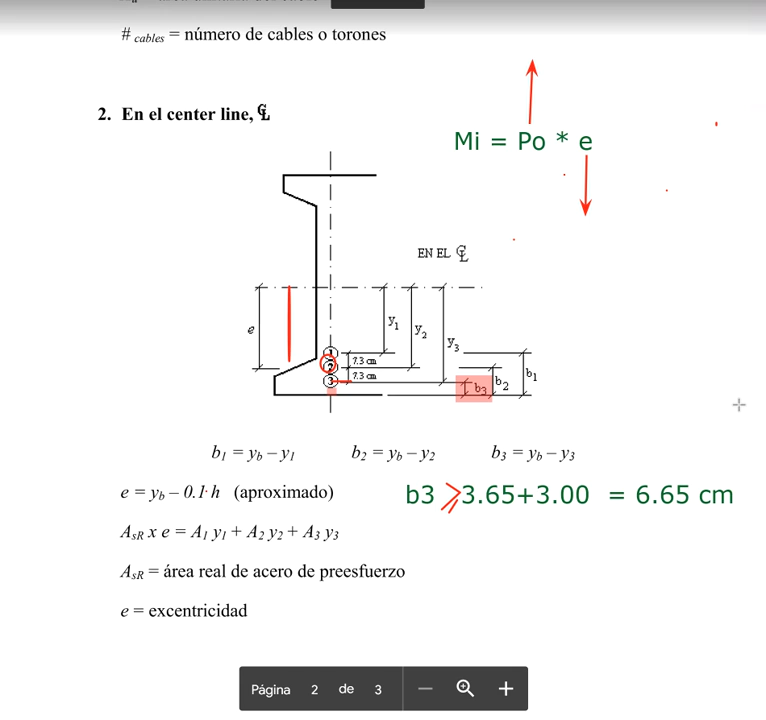 # cables = número de cables o torones
2. En el center line, ℄
Mi = Po * e
EN EL ℄
e
y1
y2
y3
1
2
3
7.3 cm
7.3 cm
b3
b2
b1
b1 = yb – y1
b2 = yb – y2
b3 = yb – y3
e = yb – 0.1·h (aproximado)
b3 ⩾ 3.65+3.00 = 6.65 cm
AsR x e = A1 y1 + A2 y2 + A3 y3
AsR = área real de acero de preesfuerzo
e = excentricidad
Página 2 de 3